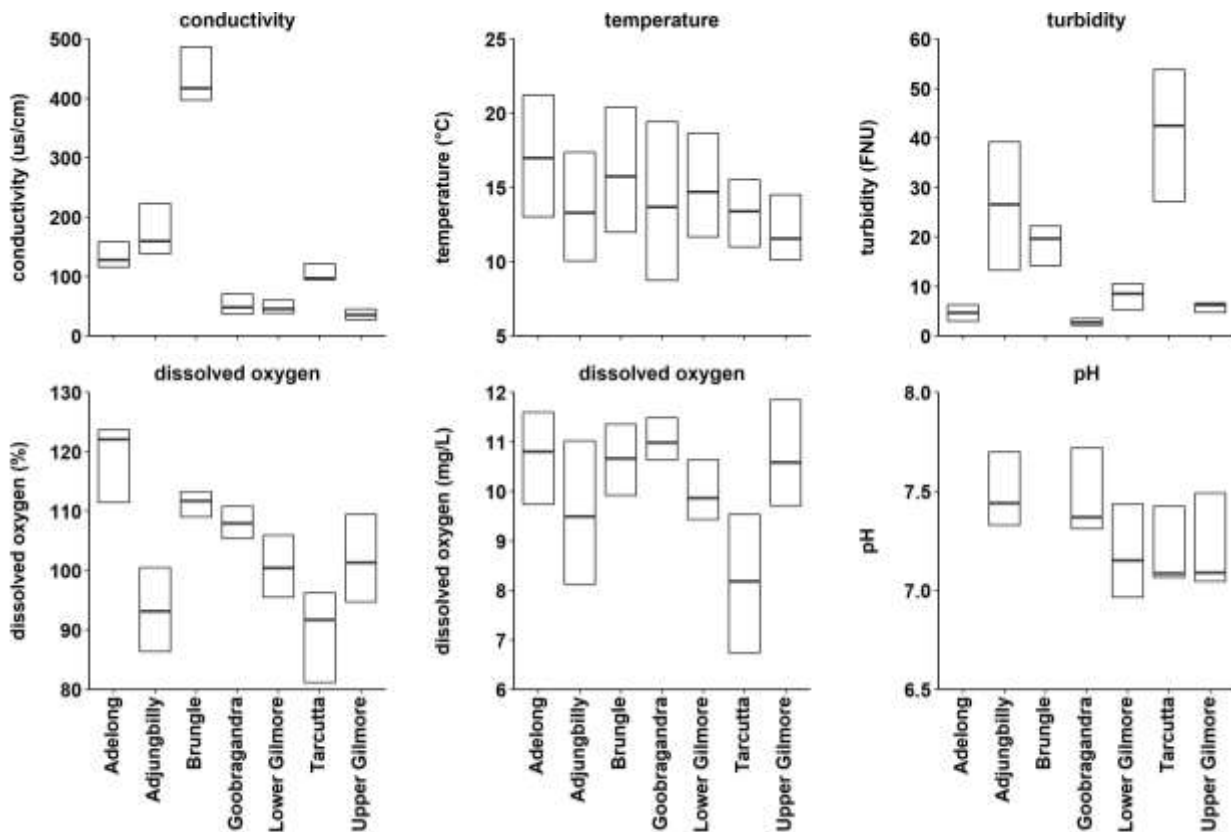 conductivity
conductivity (us/cm)
500
400
300
200
100
0
temperature
temperature (°C)
25
20
15
10
5
turbidity
turbidity (FNU)
60
50
40
30
20
10
0
dissolved oxygen
dissolved oxygen (%)
130
120
110
100
90
80
Adelong
Adjungbilly
Brungle
Goobragandra
Lower Gilmore
Tarcutta
Upper Gilmore
dissolved oxygen
dissolved oxygen (mg/L)
12
11
10
9
8
7
6
Adelong
Adjungbilly
Brungle
Goobragandra
Lower Gilmore
Tarcutta
Upper Gilmore
pH
pH
8.0
7.5
7.0
6.5
Adelong
Adjungbilly
Brungle
Goobragandra
Lower Gilmore
Tarcutta
Upper Gilmore